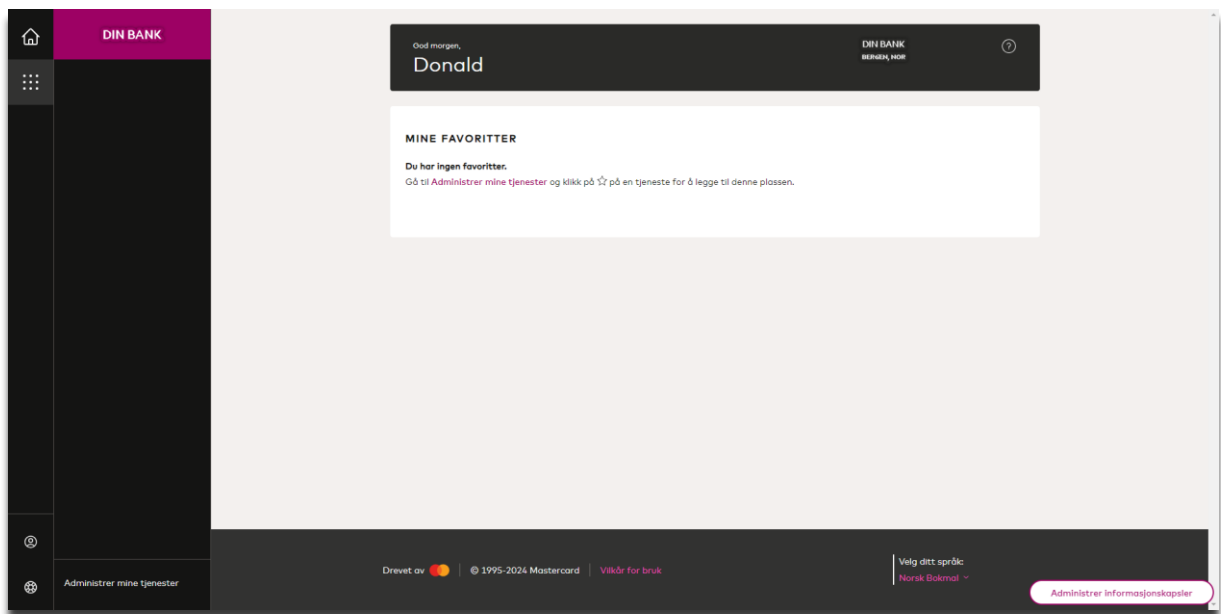 DIN BANK
God morgen,
Donald
DIN BANK
BERGEN, NOR
MINE FAVORITTER
Du har ingen favoritter.
Gå til Administrer mine tjenester og klikk på ☆ på en tjeneste for å legge til denne plassen.
Administrer mine tjenester
Drevet av | © 1995-2024 Mastercard | Vilkår for bruk
Velg ditt språk:
Norsk Bokmal
Administrer informasjonskapsler